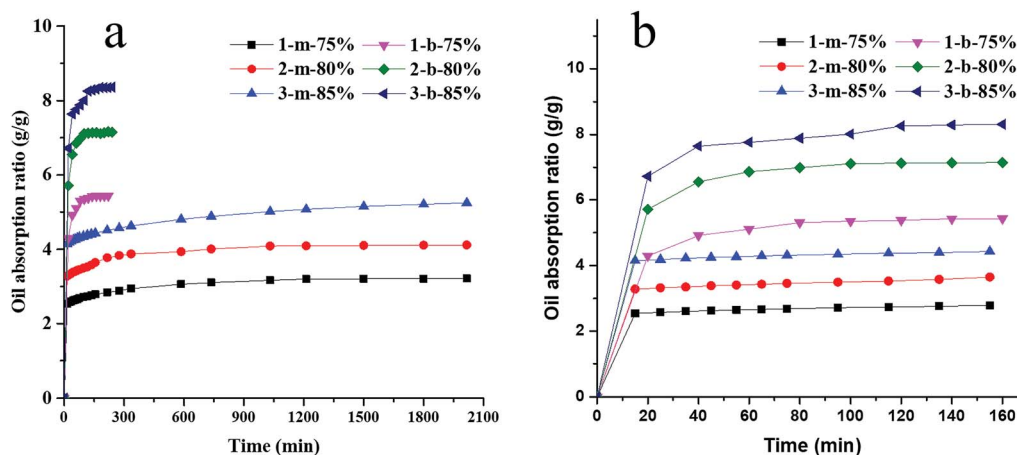 a
10
8
6
4
2
0
Oil absorption ratio (g/g)
1-m-75%
1-b-75%
2-m-80%
2-b-80%
3-m-85%
3-b-85%
0 300 600 900 1200 1500 1800 2100
Time (min)
b
10
8
6
4
2
0
Oil absorption ratio (g/g)
1-m-75%
1-b-75%
2-m-80%
2-b-80%
3-m-85%
3-b-85%
0 20 40 60 80 100 120 140 160
Time (min)